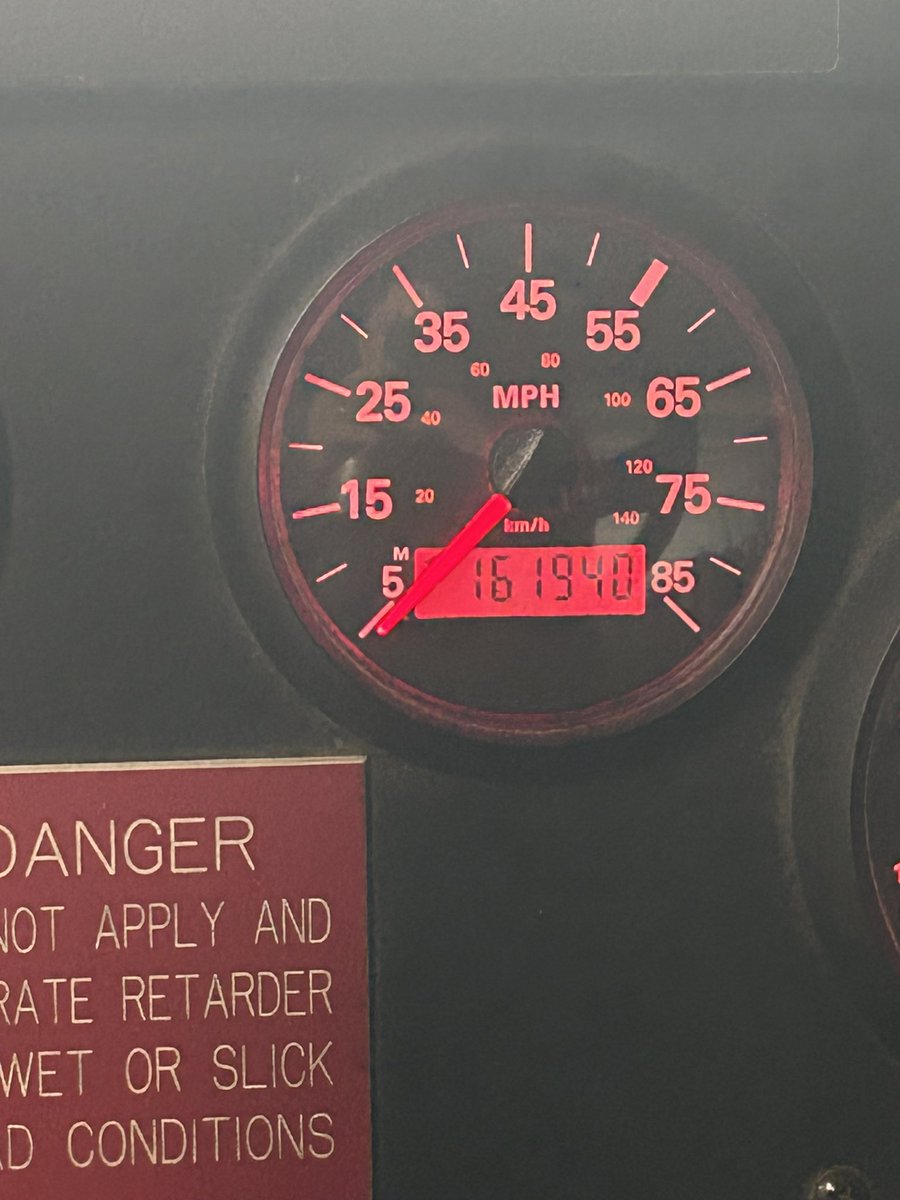 45
35
55
60
80
MPH
25
40
100
65
120
15
20
75
km/h
140
M
5
161940
85
DANGER
NOT APPLY AND
RATE RETARDER
WET OR SLICK
AD CONDITIONS